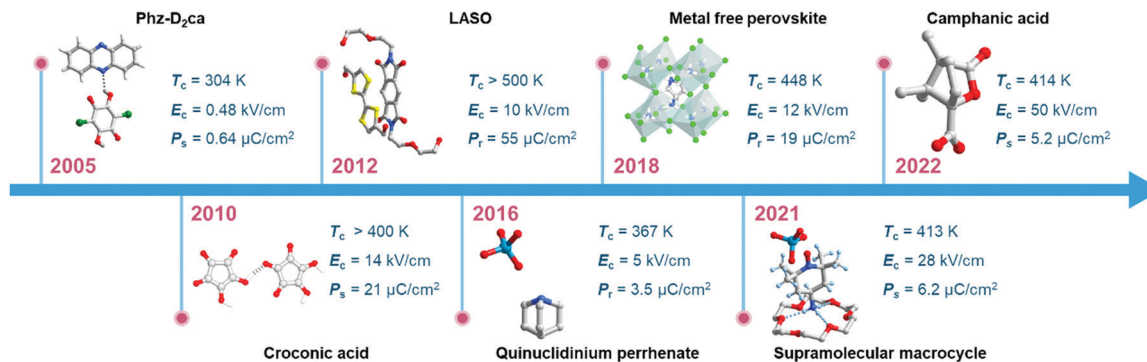 Phz-D₂ca
Tc = 304 K
Ec = 0.48 kV/cm
Ps = 0.64 µC/cm²
2005
LASO
Tc > 500 K
Ec = 10 kV/cm
Pr = 55 µC/cm²
2012
Metal free perovskite
Tc = 448 K
Ec = 12 kV/cm
Pr = 19 µC/cm²
2018
Camphanic acid
Tc = 414 K
Ec = 50 kV/cm
Ps = 5.2 µC/cm²
2022
2010
Tc > 400 K
Ec = 14 kV/cm
Ps = 21 µC/cm²
Croconic acid
2016
Tc = 367 K
Ec = 5 kV/cm
Pr = 3.5 µC/cm²
Quinuclidinium perrhenate
2021
Tc = 413 K
Ec = 28 kV/cm
Ps = 6.2 µC/cm²
Supramolecular macrocycle